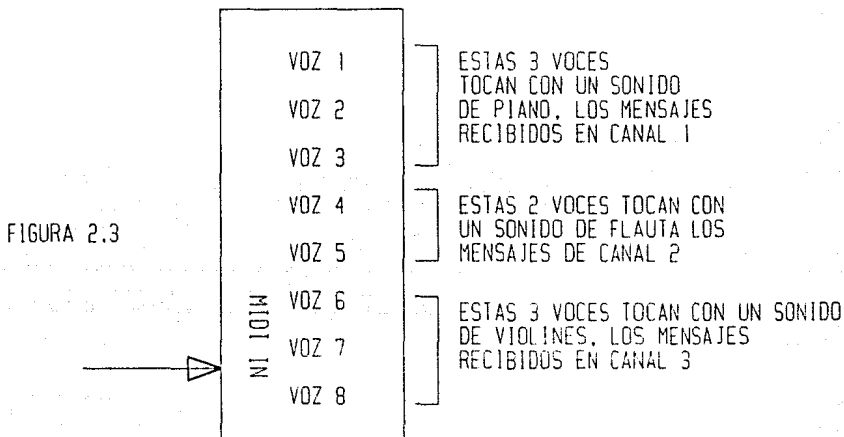 VOZ 1
VOZ 2
VOZ 3
ESTAS 3 VOCES
TOCAN CON UN SONIDO
DE PIANO, LOS MENSAJES
RECIBIDOS EN CANAL 1
FIGURA 2.3
VOZ 4
VOZ 5
ESTAS 2 VOCES TOCAN CON
UN SONIDO DE FLAUTA LOS
MENSAJES DE CANAL 2
MIDI IN
VOZ 6
VOZ 7
VOZ 8
ESTAS 3 VOCES TOCAN CON UN SONIDO
DE VIOLINES, LOS MENSAJES
RECIBIDOS EN CANAL 3